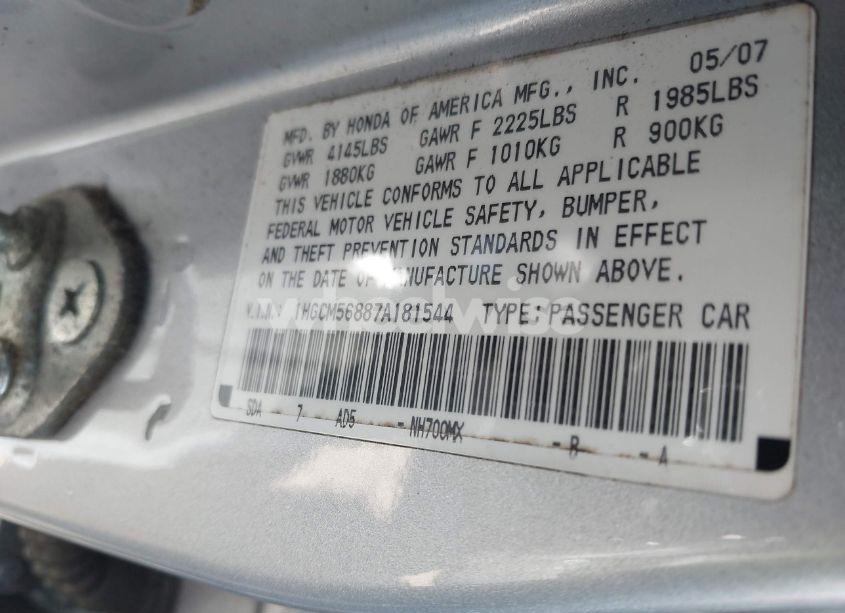 05/07
MFD. BY HONDA OF AMERICA MFG., INC.
GVWR 4145LBS GAWR F 2225LBS R 1985LBS
GVWR 1880KG GAWR F 1010KG R 900KG
THIS VEHICLE CONFORMS TO ALL APPLICABLE
FEDERAL MOTOR VEHICLE SAFETY, BUMPER,
AND THEFT PREVENTION STANDARDS IN EFFECT
ON THE DATE OF MANUFACTURE SHOWN ABOVE.
V.I.N. 1HGCM56887A181544 TYPE:PASSENGER CAR
SDA 7 AD5 - NH700MX - B - A